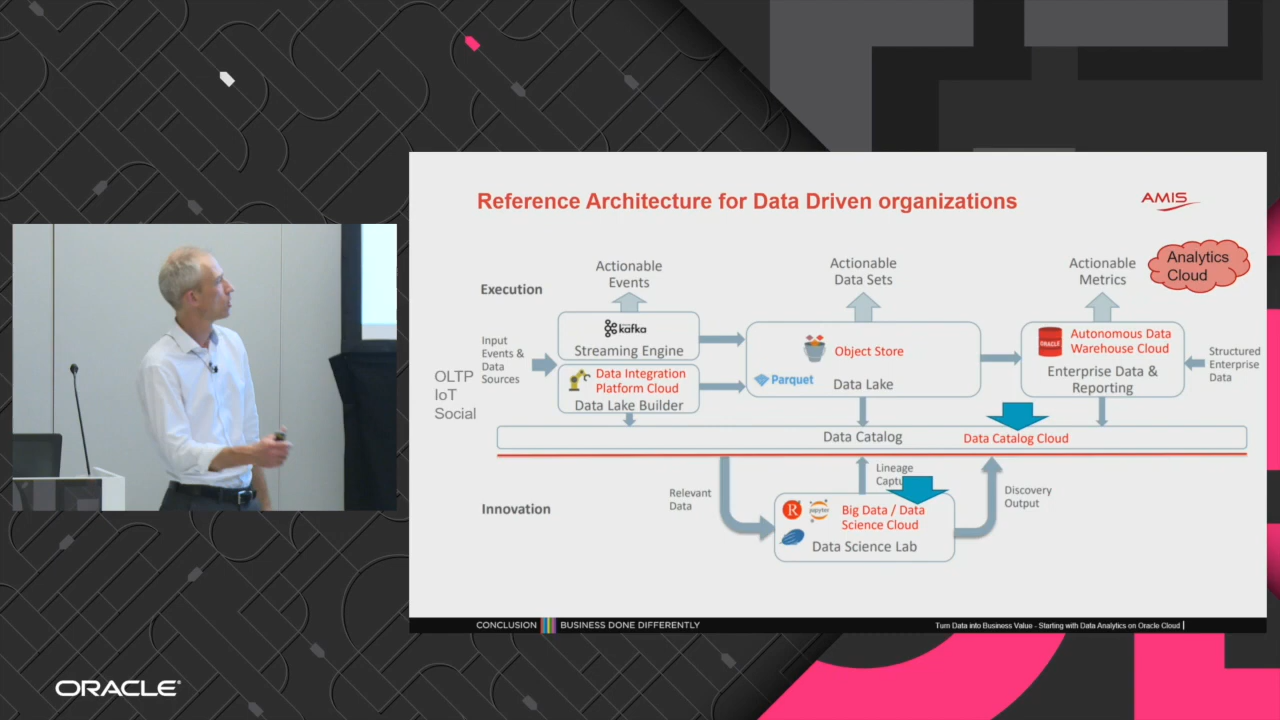 Reference Architecture for Data Driven organizations
AMIS
Analytics
Cloud
Execution
Actionable
Events
Actionable
Data Sets
Actionable
Metrics
Input
Events &
Data
Sources
OLTP
IoT
Social
kafka
Streaming Engine
Data Integration
Platform Cloud
Data Lake Builder
Object Store
Parquet
Data Lake
ORACLE
Autonomous Data
Warehouse Cloud
Enterprise Data &
Reporting
Structured
Enterprise
Data
Data Catalog
Data Catalog Cloud
Innovation
Relevant
Data
Lineage
Captu
R
jupyter
Big Data / Data
Science Cloud
Data Science Lab
Discovery
Output
CONCLUSION BUSINESS DONE DIFFERENTLY
Turn Data into Business Value - Starting with Data Analytics on Oracle Cloud
ORACLE